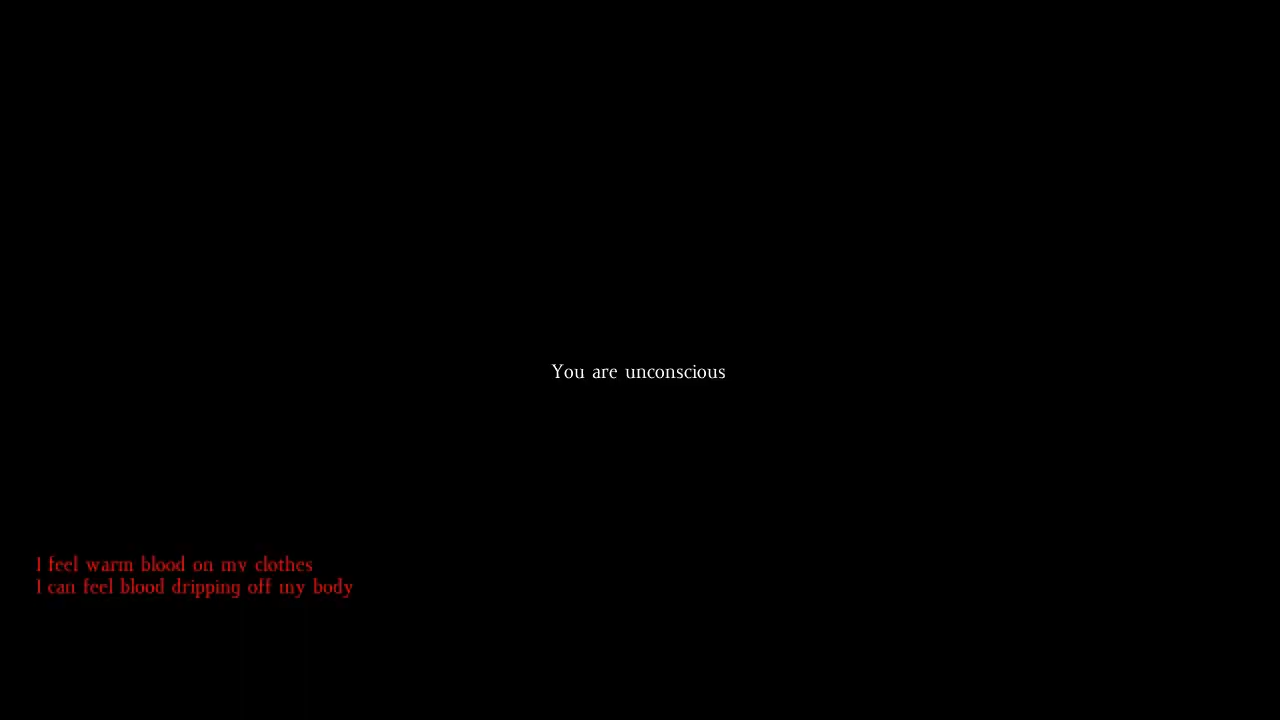 You are unconscious
I feel warm blood on my clothes
I can feel blood dripping off my body